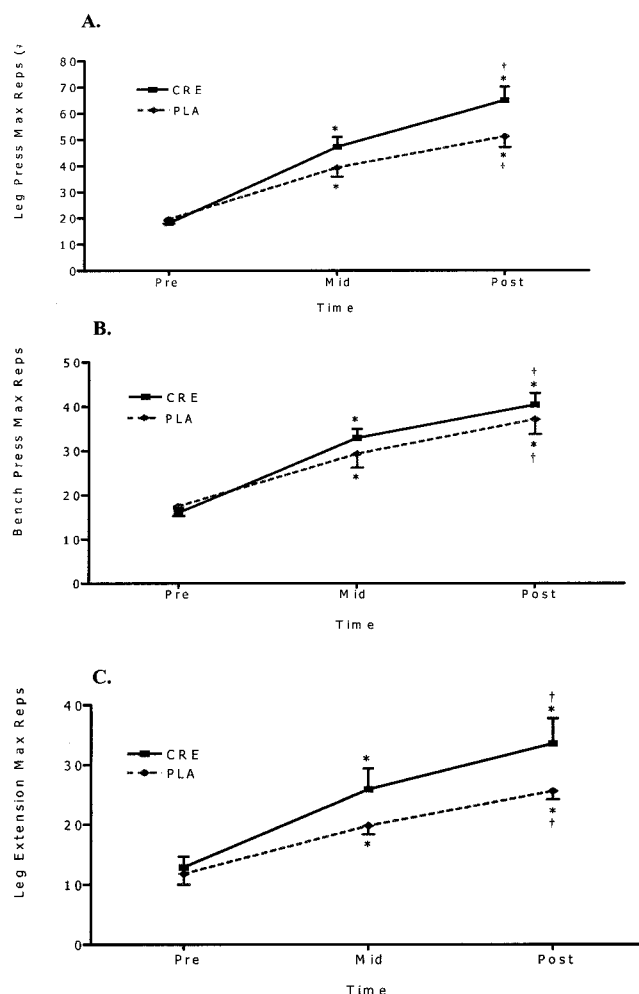 A.
Leg Press Max Reps (
80
70
60
50
40
30
20
10
0
CRE
PLA
*
*
†
*
*
†
Pre Mid Post
Time
B.
Bench Press Max Reps
50
40
30
20
10
0
CRE
PLA
*
*
†
*
*
†
Pre Mid Post
Time
C.
Leg Extension Max Reps
40
30
20
10
0
CRE
PLA
*
*
†
*
*
†
Pre Mid Post
Time